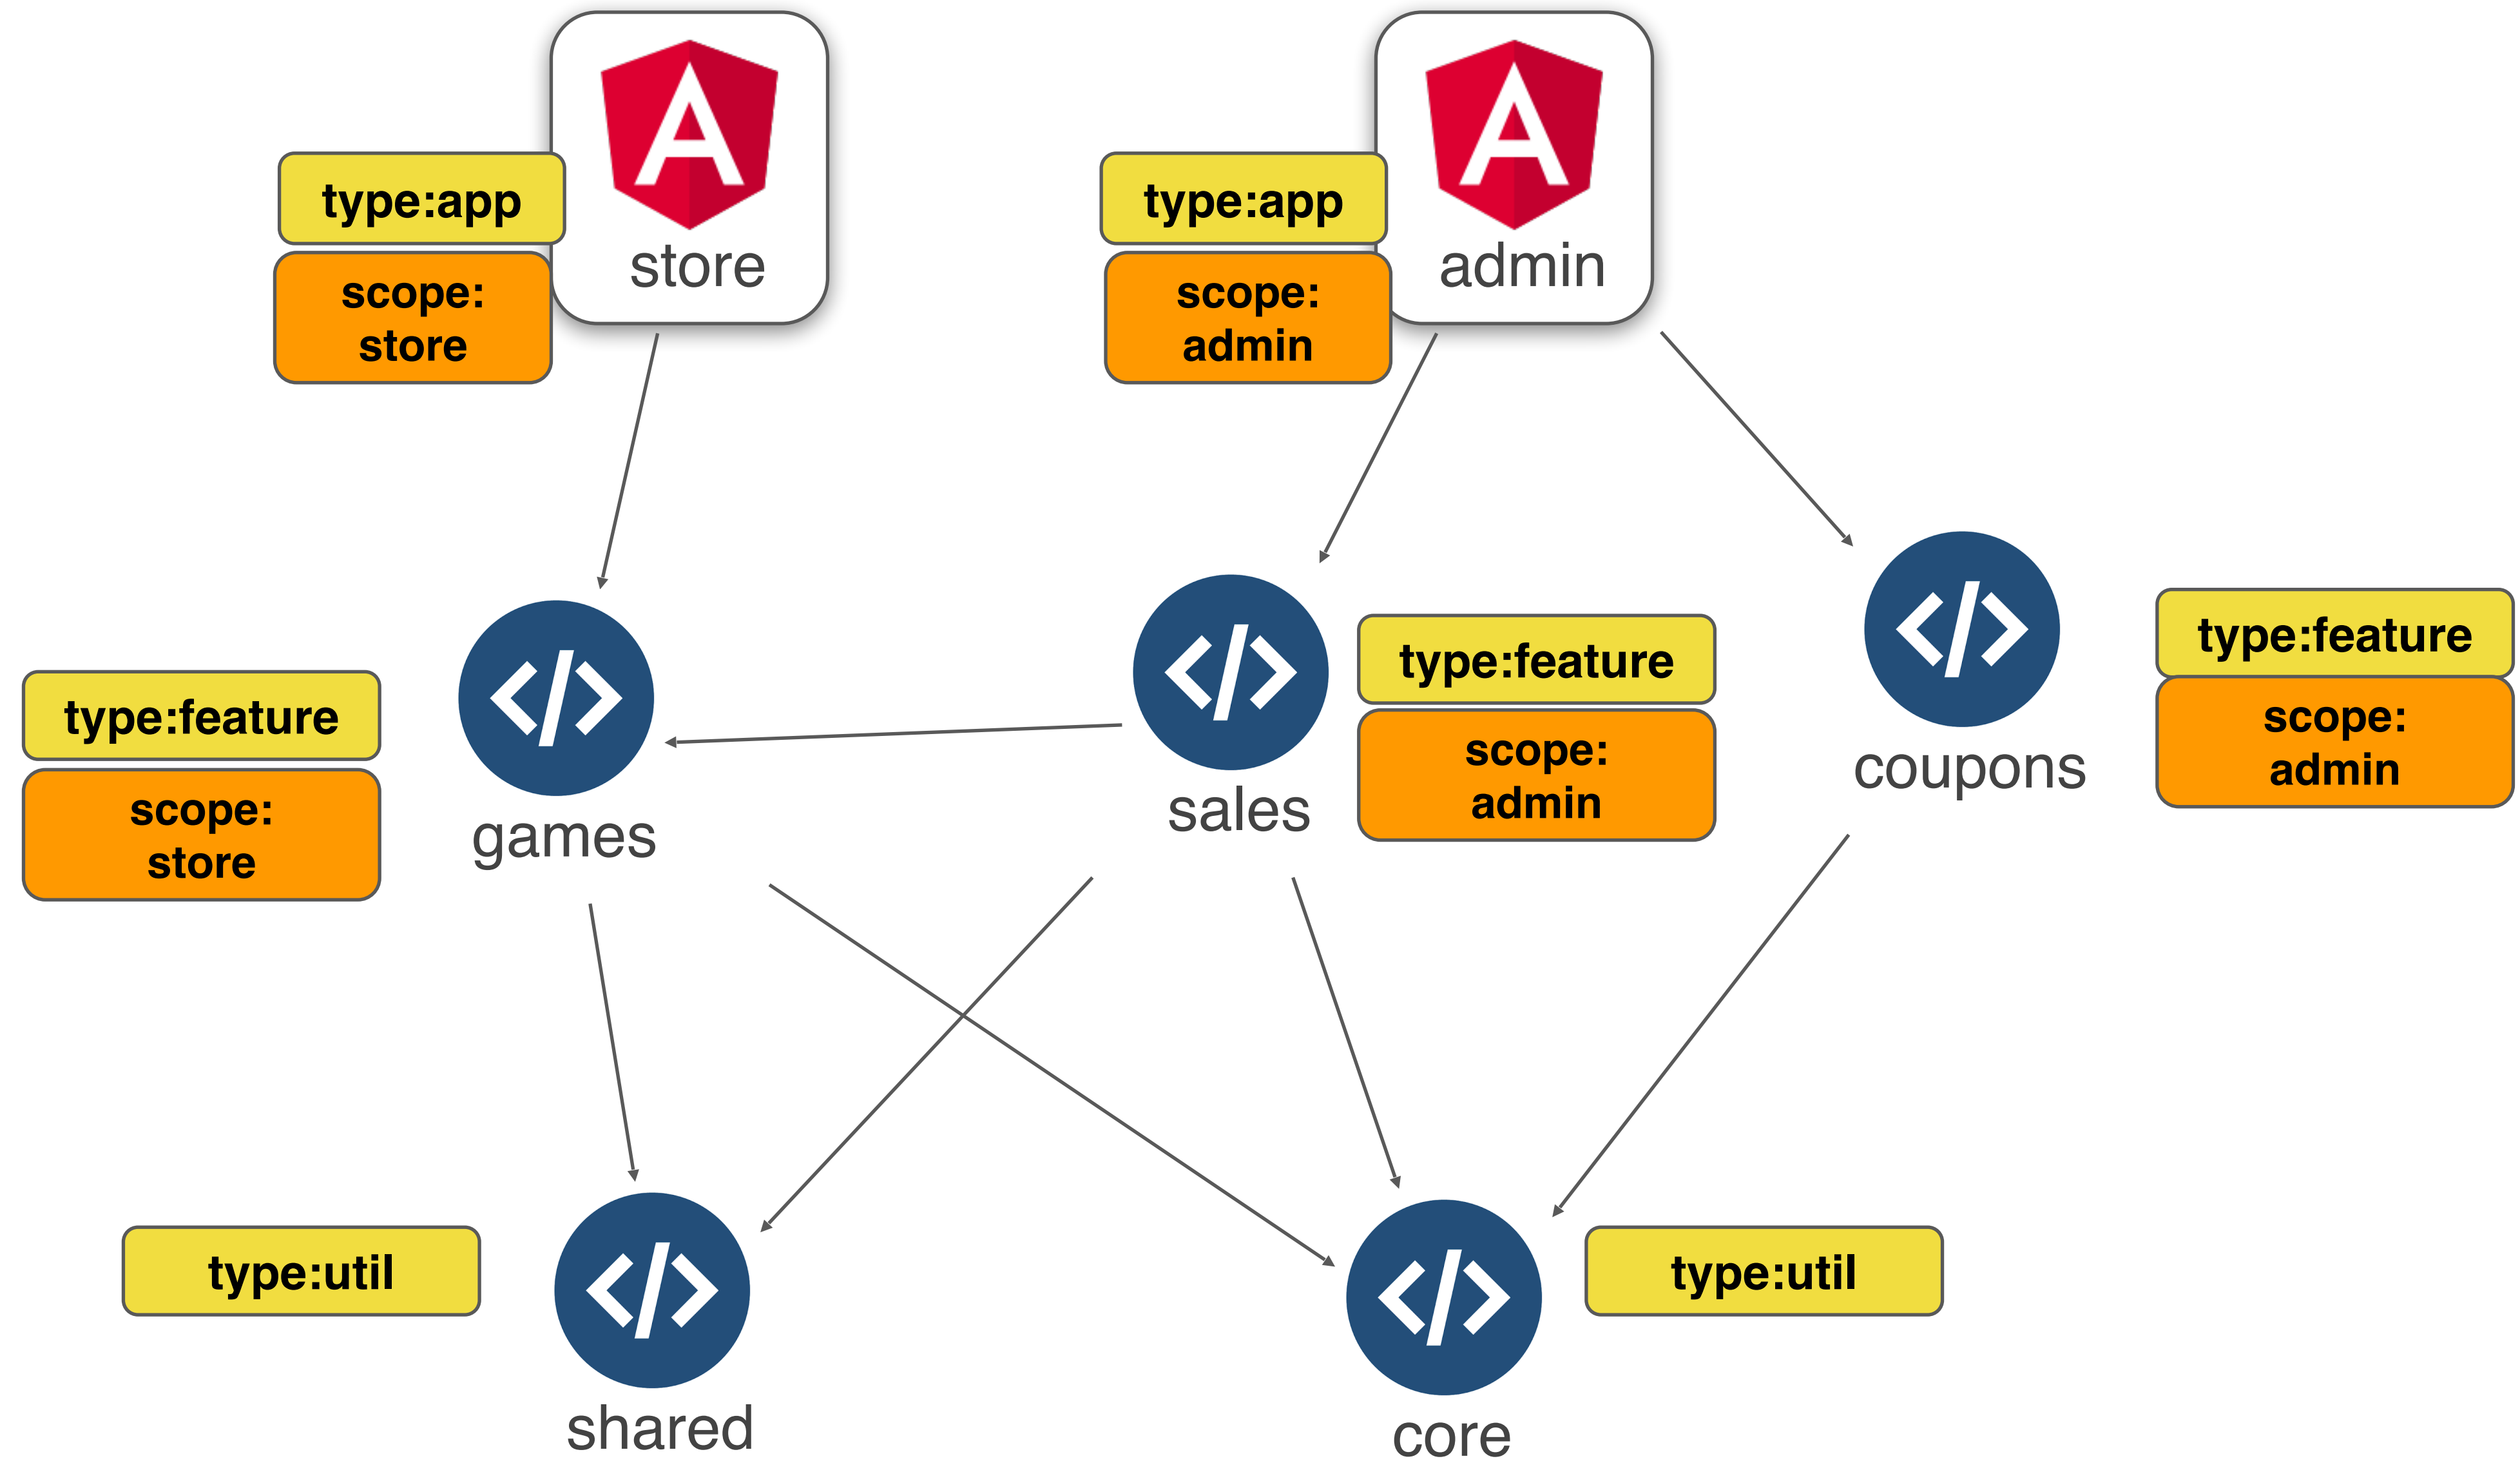 type:app
scope:
store
store
type:app
scope:
admin
admin
type:feature
scope:
store
games
sales
type:feature
scope:
admin
coupons
type:feature
scope:
admin
type:util
shared
core
type:util